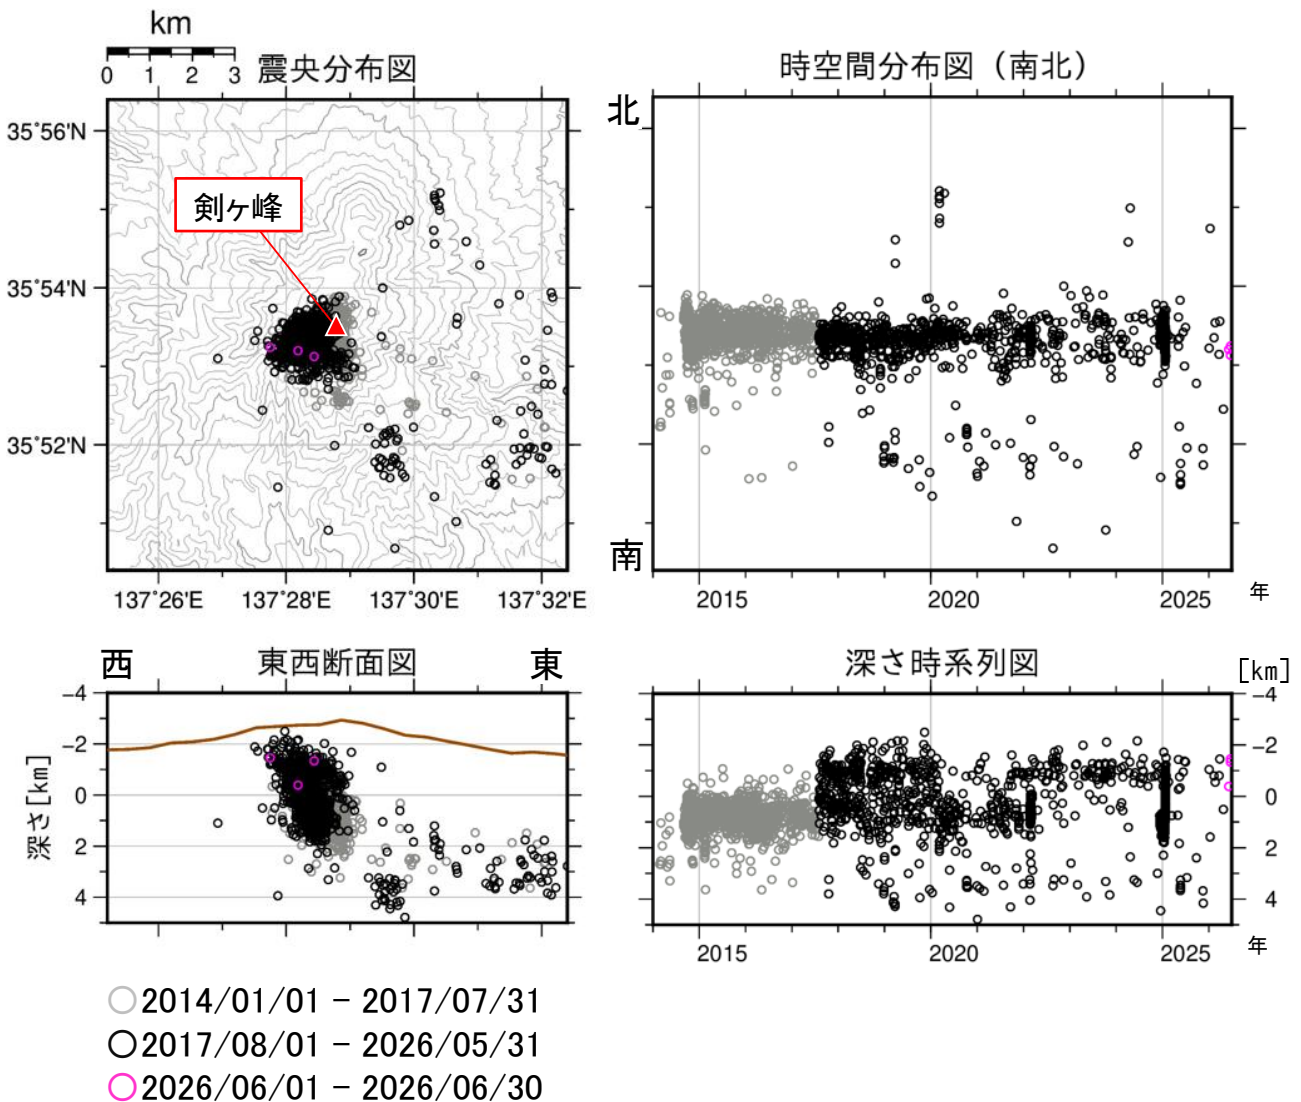 km
0 1 2 3
震央分布図
35°56'N
35°54'N
35°52'N
剣ヶ峰
137°26'E 137°28'E 137°30'E 137°32'E
時空間分布図（南北）
北
南
2015 2020 2025 年
西 東西断面図 東
深さ[km]
-4
-2
0
2
4
深さ時系列図
[km]
-4
-2
0
2
4
2015 2020 2025 年
2014/01/01 － 2017/07/31
2017/08/01 － 2026/05/31
2026/06/01 － 2026/06/30